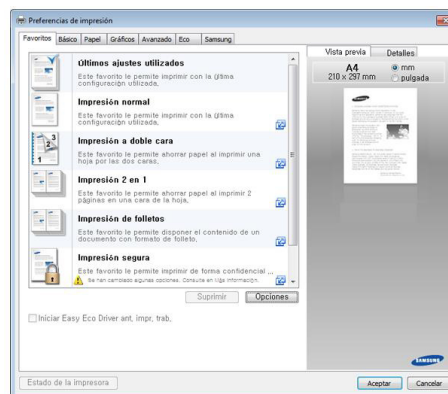 Preferencias de impresión
Favoritos Básico Papel Gráficos Avanzado Eco Samsung
Últimos ajustes utilizados
Este favorito le permite imprimir con la última
configuración utilizada.
Impresión normal
Este favorito le permite imprimir con la última
configuración utilizada.
Impresión a doble cara
Este favorito le permite ahorrar papel al imprimir una
hoja por las dos caras.
Impresión 2 en 1
Este favorito le permite ahorrar papel al imprimir 2
páginas en una cara de la hoja.
Impresión de folletos
Este favorito le permite disponer el contenido de un
documento con formato de folleto.
Impresión segura
Este favorito le permite imprimir de forma confidencial ...
Se han cambiado algunas opciones. Consulte en Más información.
Suprimir Opciones
Iniciar Easy Eco Driver ant. impr. trab.
Vista previa Detalles
A4
210 x 297 mm
mm
pulgada
SAMSUNG
Estado de la impresora
Aceptar Cancelar